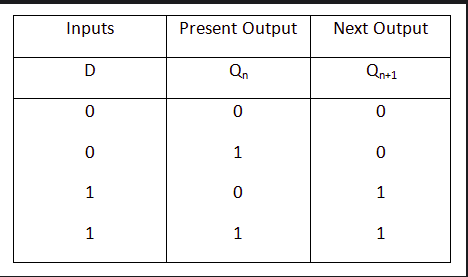 Inputs Present Output Next Output
D Qn Qn+1
0 0 0
0 1 0
1 0 1
1 1 1